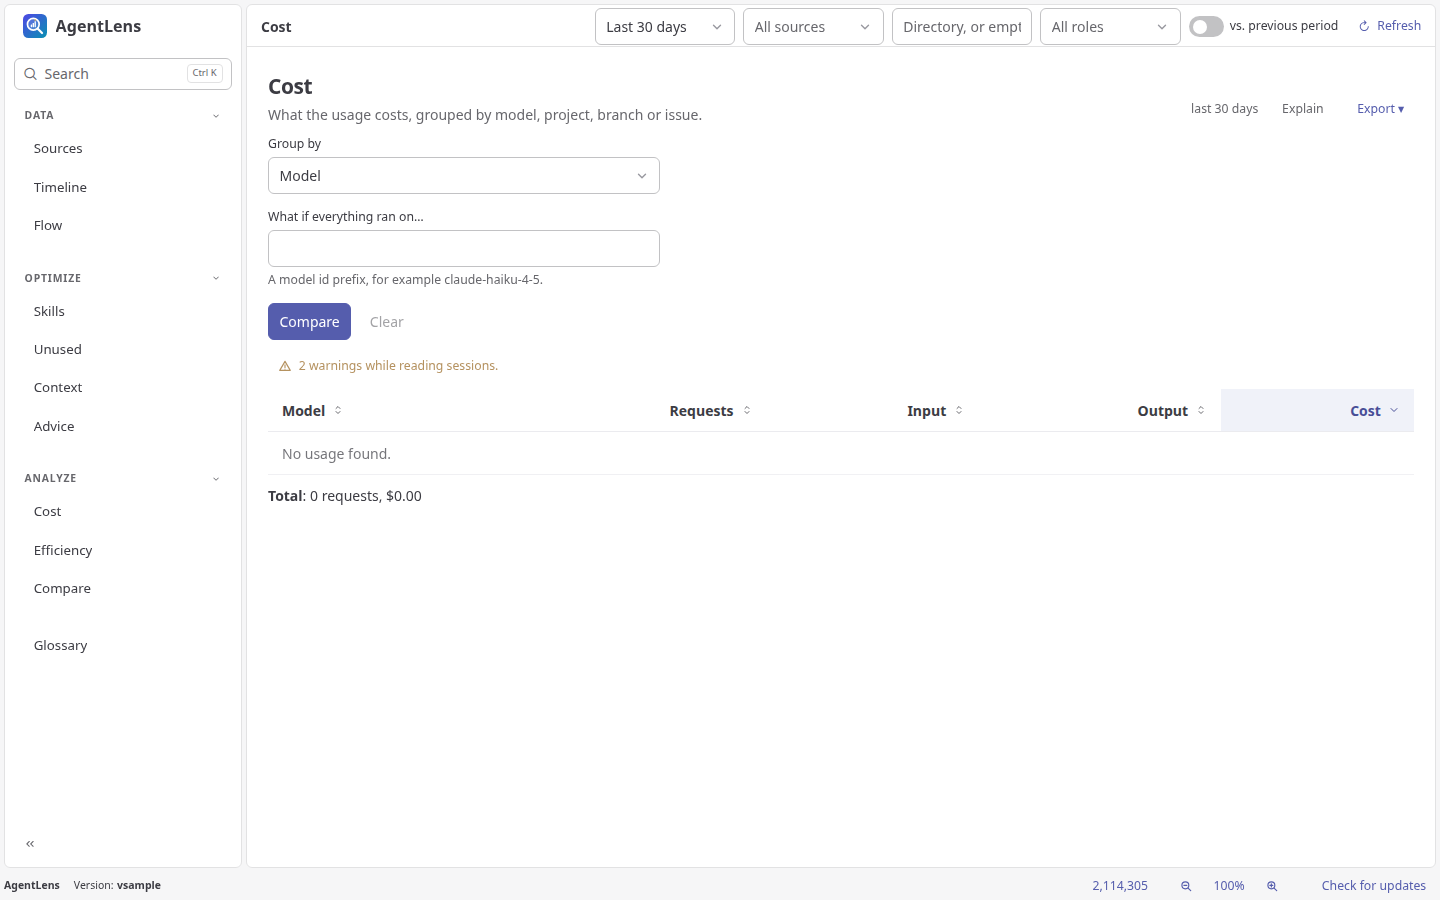 AgentLens
Search
Ctrl K
DATA
Sources
Timeline
Flow
OPTIMIZE
Skills
Unused
Context
Advice
ANALYZE
Cost
Efficiency
Compare
Glossary
«
Cost
Last 30 days
All sources
Directory, or empt
All roles
vs. previous period
Refresh
Cost
What the usage costs, grouped by model, project, branch or issue.
last 30 days
Explain
Export ▾
Group by
Model
What if everything ran on...
A model id prefix, for example claude-haiku-4-5.
Compare
Clear
2 warnings while reading sessions.
Model Requests Input Output Cost
No usage found.
Total: 0 requests, $0.00
AgentLens Version: vsample
2,114,305
100%
Check for updates